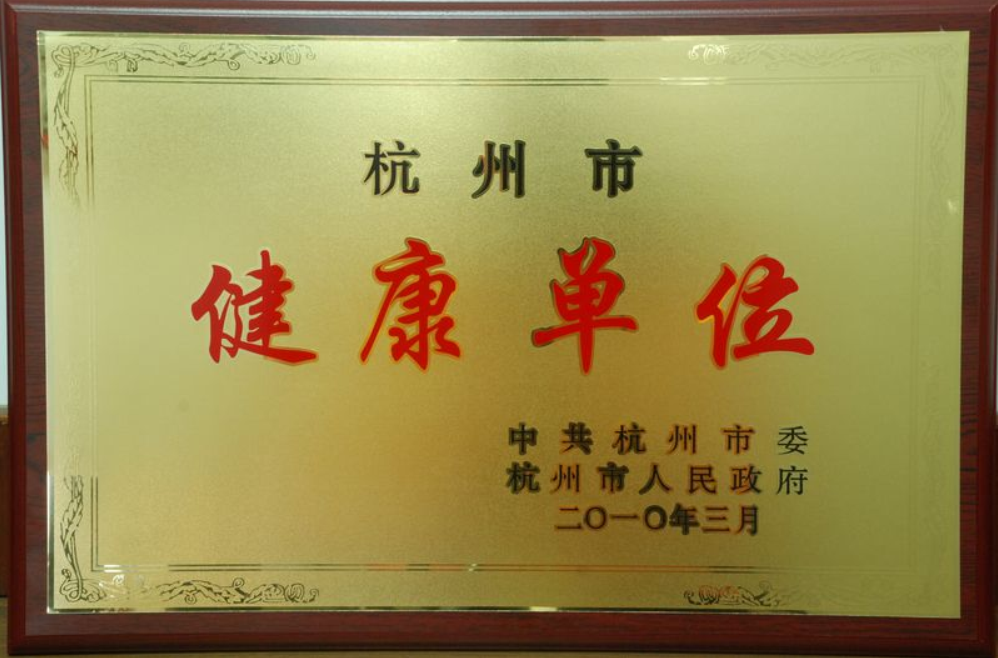 杭州市
健康单位
中共杭州市委
杭州市人民政府
二〇一〇年三月